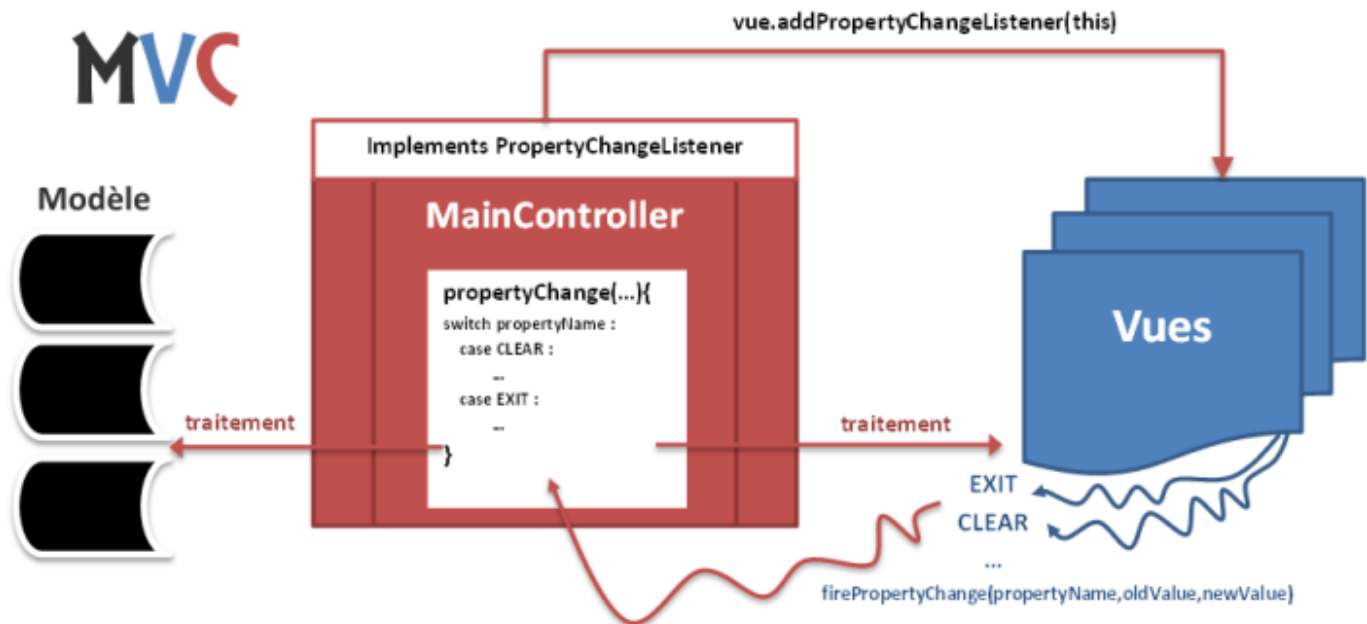 vue.addPropertyChangeListener(this)
MVC
Implements PropertyChangeListener
Modèle
MainController
propertyChange(...){
switch propertyName :
case CLEAR :
...
case EXIT :
...
}
Vues
traitement
traitement
EXIT
CLEAR
...
firePropertyChange(propertyName,oldValue,newValue)